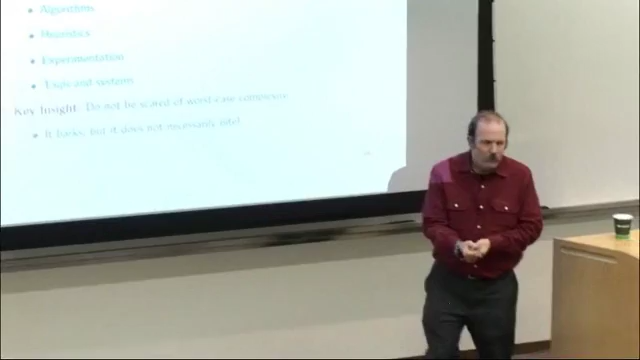 • Algorithms
• Heuristics
• Experimentation
• Tools and systems
Key Insight: Do not be scared of worst-case complexity
• It barks, but it does not necessarily bite!